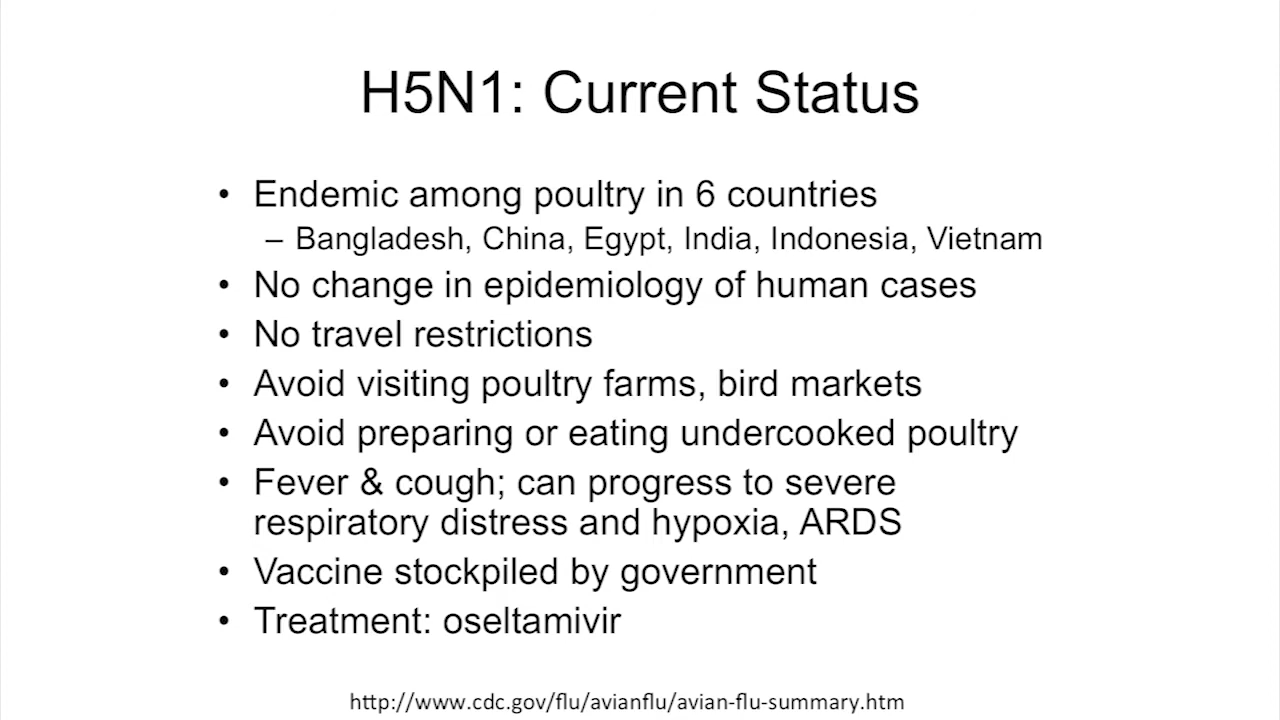 H5N1: Current Status
• Endemic among poultry in 6 countries
– Bangladesh, China, Egypt, India, Indonesia, Vietnam
• No change in epidemiology of human cases
• No travel restrictions
• Avoid visiting poultry farms, bird markets
• Avoid preparing or eating undercooked poultry
• Fever & cough; can progress to severe
respiratory distress and hypoxia, ARDS
• Vaccine stockpiled by government
• Treatment: oseltamivir
http://www.cdc.gov/flu/avianflu/avian-flu-summary.htm